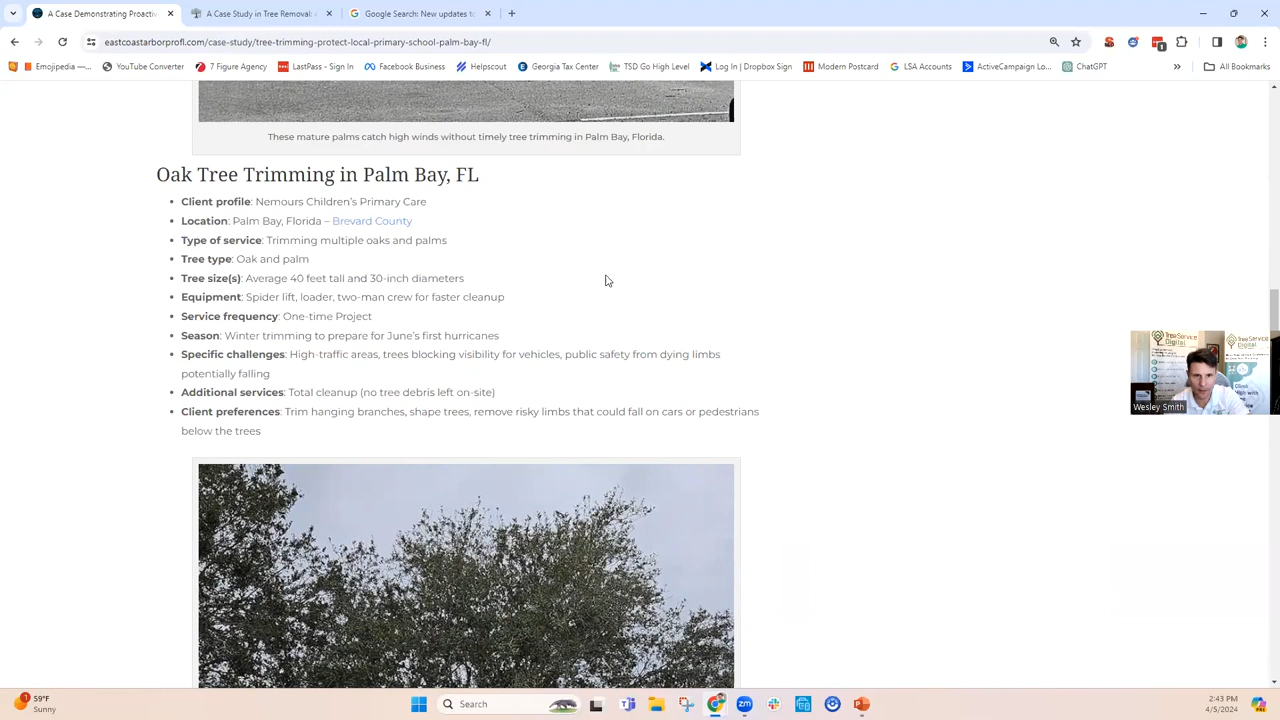 A Case Demonstrating Proactiv
A Case Study in Tree Removal:
Google Search: New updates to
eastcoastarborprofl.com/case-study/tree-trimming-protect-local-primary-school-palm-bay-fl/
Emojipedia —...
YouTube Converter
7 Figure Agency
LastPass - Sign In
Facebook Business
Helpscout
Georgia Tax Center
TSD Go High Level
Log In | Dropbox Sign
Modern Postcard
LSA Accounts
ActiveCampaign Lo...
ChatGPT
All Bookmarks
These mature palms catch high winds without timely tree trimming in Palm Bay, Florida.
Oak Tree Trimming in Palm Bay, FL
Client profile: Nemours Children's Primary Care
Location: Palm Bay, Florida – Brevard County
Type of service: Trimming multiple oaks and palms
Tree type: Oak and palm
Tree size(s): Average 40 feet tall and 30-inch diameters
Equipment: Spider lift, loader, two-man crew for faster cleanup
Service frequency: One-time Project
Season: Winter trimming to prepare for June's first hurricanes
Specific challenges: High-traffic areas, trees blocking visibility for vehicles, public safety from dying limbs
potentially falling
Additional services: Total cleanup (no tree debris left on-site)
Client preferences: Trim hanging branches, shape trees, remove risky limbs that could fall on cars or pedestrians
below the trees
Tree Service
Digital
Wesley Smith
59°F
Sunny
Search
2:43 PM
4/5/2024